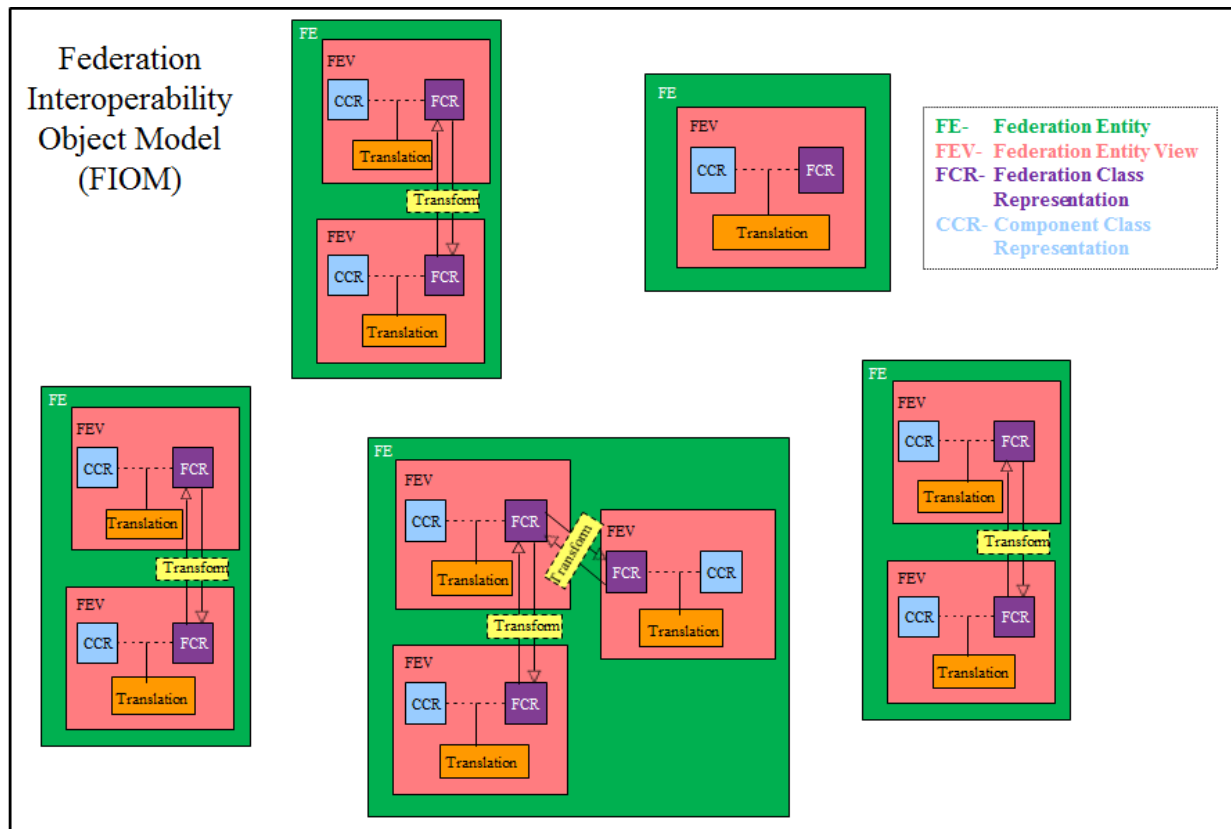 Federation
Interoperability
Object Model
(FIOM)
FE
FEV
CCR
FCR
Translation
Transform
FEV
CCR
FCR
Translation
FE
FEV
CCR
FCR
Translation
FE- Federation Entity
FEV- Federation Entity View
FCR- Federation Class
Representation
CCR- Component Class
Representation
FE
FEV
CCR
FCR
Translation
Transform
FEV
CCR
FCR
Translation
FE
FEV
CCR
FCR
Translation
Transform
FEV
FCR
CCR
Translation
Transform
FEV
CCR
FCR
Translation
FE
FEV
CCR
FCR
Translation
Transform
FEV
CCR
FCR
Translation